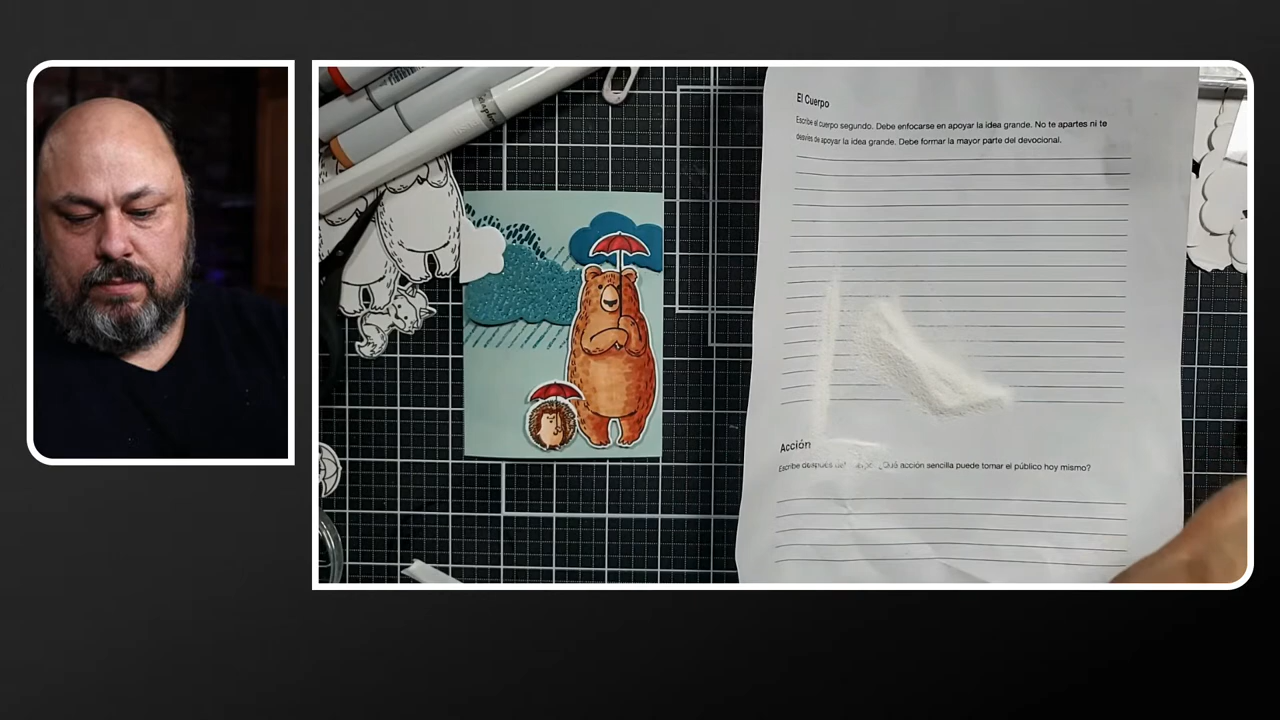 El Cuerpo
Escribe el cuerpo segundo. Debe enfocarse en apoyar la idea grande. No te apartes ni te
desvíes de apoyar la idea grande. Debe formar la mayor parte del devocional.
Acción
Escribe después del ¿Qué acción sencilla puede tomar el público hoy mismo?